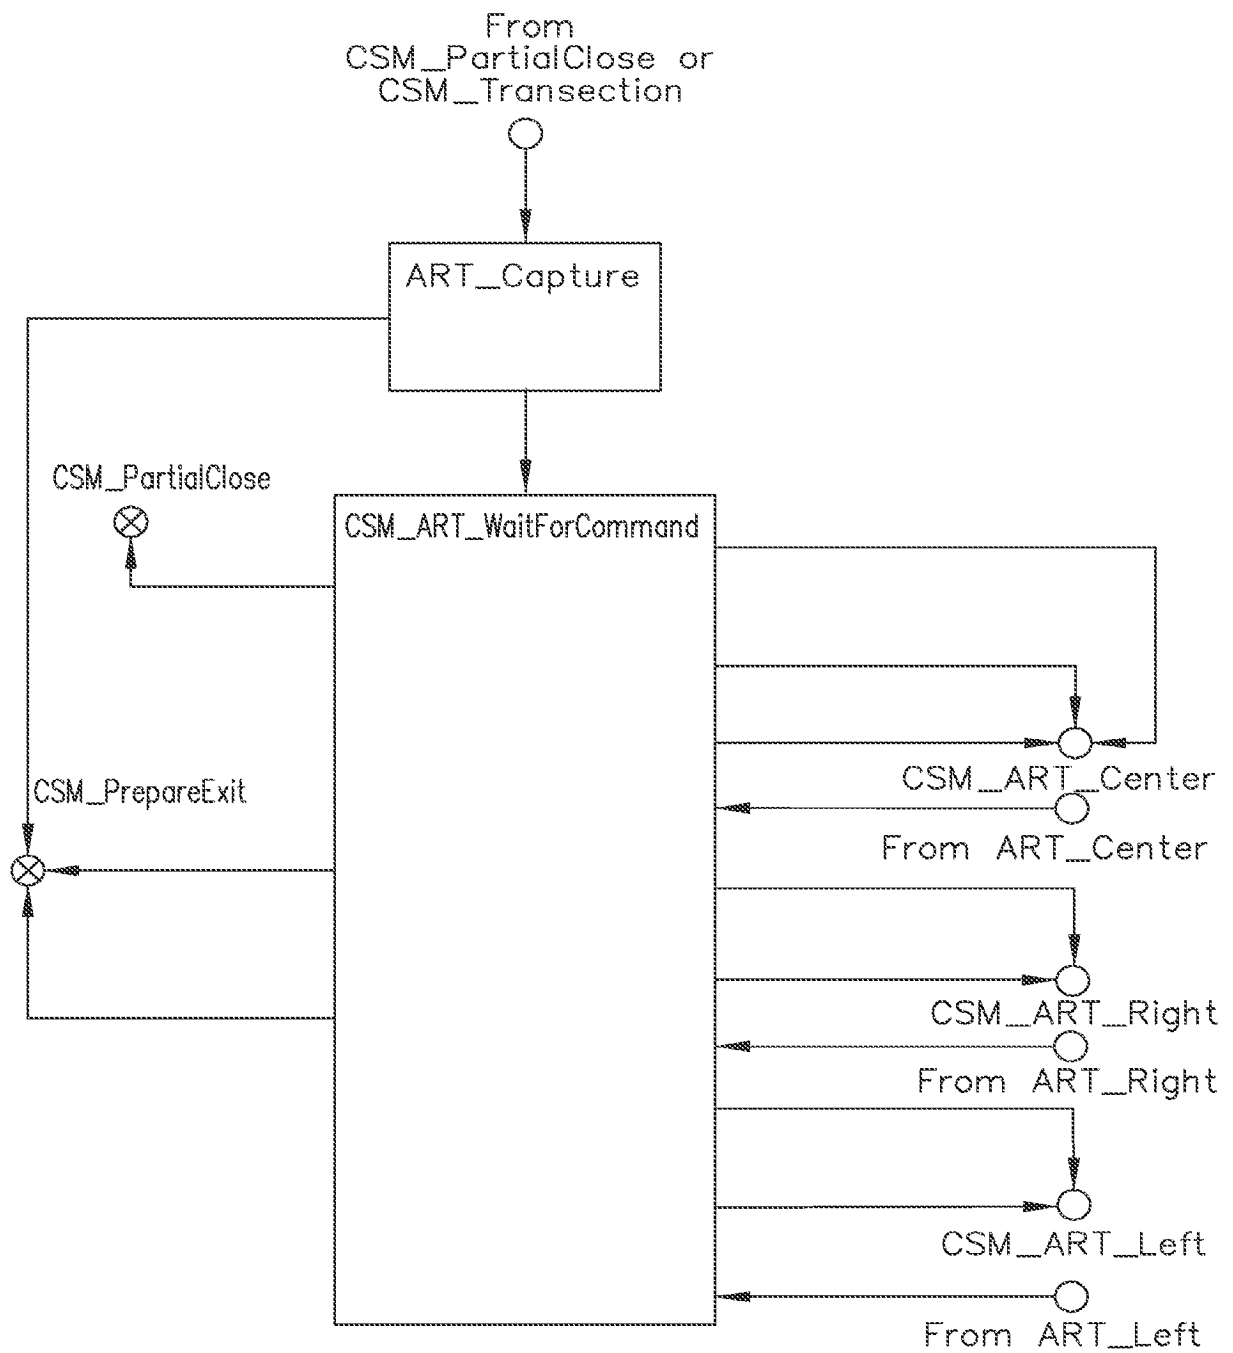 From
CSM_PartialClose or
CSM_Transection
ART_Capture
CSM_PartialClose
CSM_ART_WaitForCommand
CSM_ART_Center
CSM_PrepareExit
From ART_Center
CSM_ART_Right
From ART_Right
CSM_ART_Left
From ART_Left